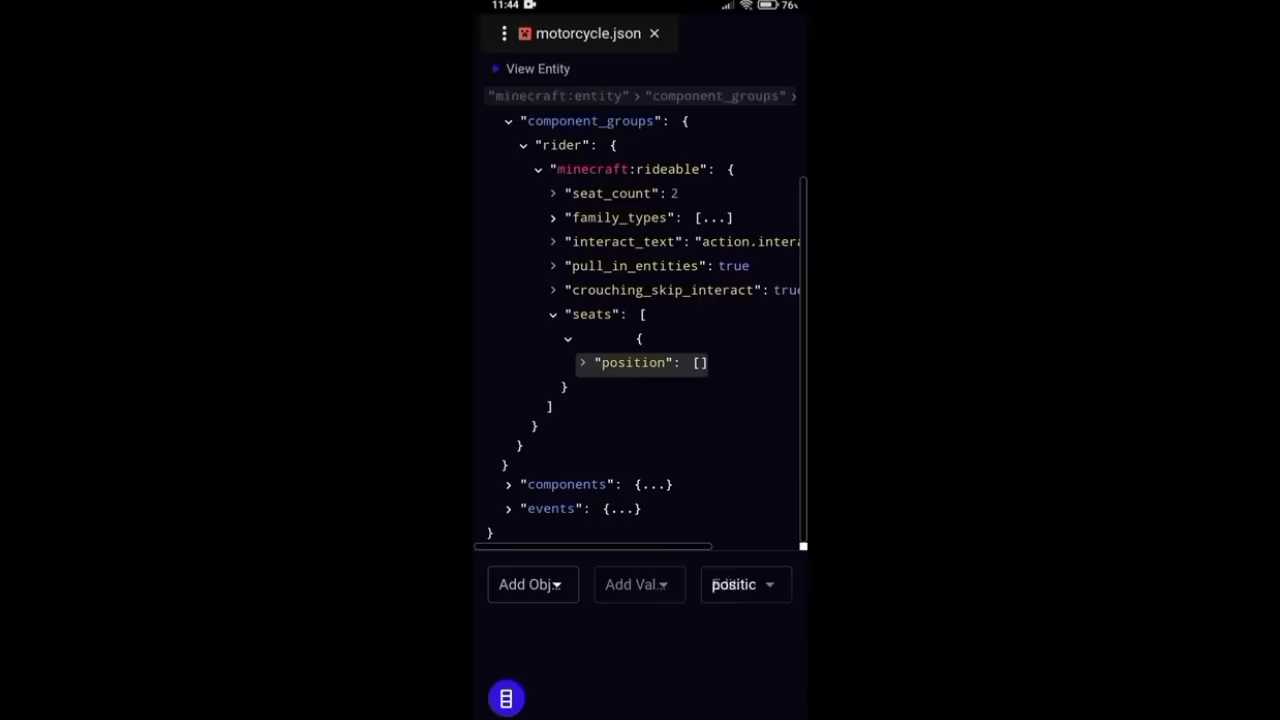 11:44 76%
motorcycle.json ×
View Entity
"minecraft:entity" > "component_groups" >
"component_groups": {
"rider": {
"minecraft:rideable": {
"seat_count": 2
"family_types": [...]
"interact_text": "action.intera
"pull_in_entities": true
"crouching_skip_interact": true
"seats": [
{
"position": []
}
]
}
}
}
"components": {...}
"events": {...}
}
Add Obj... Add Val... positic